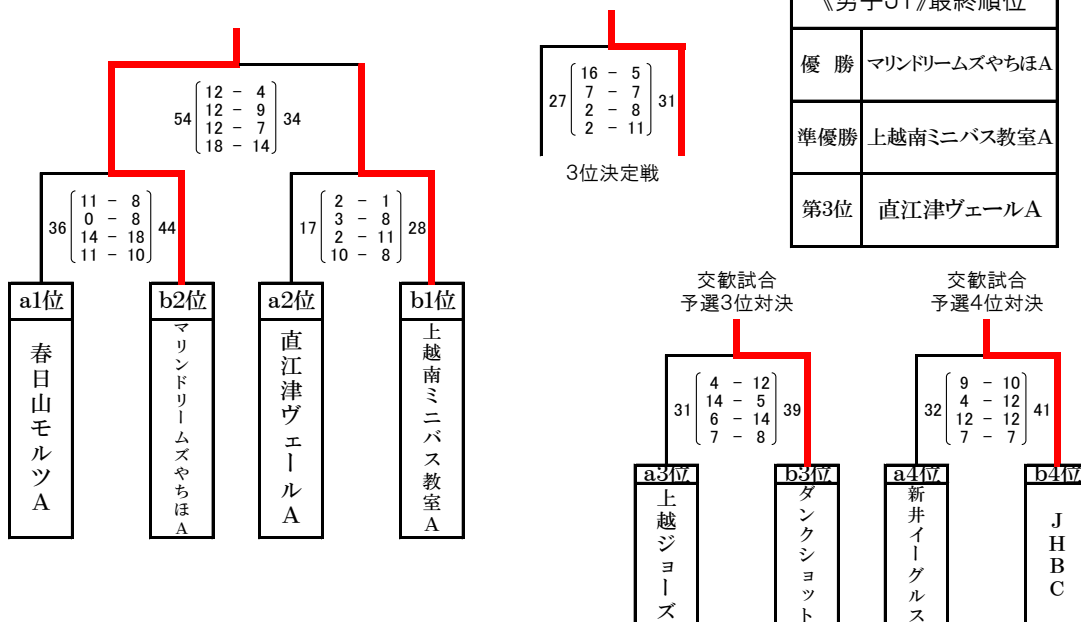 12 - 4
12 - 9
54 12 - 7 34
18 - 14
11 - 8
0 - 8
36 14 - 18 44
11 - 10
2 - 1
3 - 8
17 2 - 11 28
10 - 8
a1位
b2位
a2位
b1位
春日山モルツA
マリンドリームズやちほA
直江津ヴェールA
上越南ミニバス教室A
16 - 5
7 - 7
27 2 - 8 31
2 - 11
3位決定戦
最終順位
優 勝 マリンドリームズやちほA
準優勝 上越南ミニバス教室A
第3位 直江津ヴェールA
交歓試合
予選3位対決
4 - 12
14 - 5
31 6 - 14 39
7 - 8
a3位
b3位
上越ジョーズ
ダンクショット
交歓試合
予選4位対決
9 - 10
4 - 12
32 12 - 12 41
7 - 7
a4位
b4位
新井イーグルス
JHBC